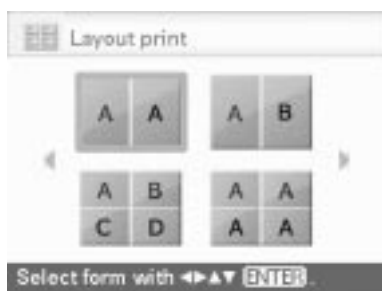 Layout print
A A A B
A B A A
C D A A
Select form with ◄►▲▼ ENTER.